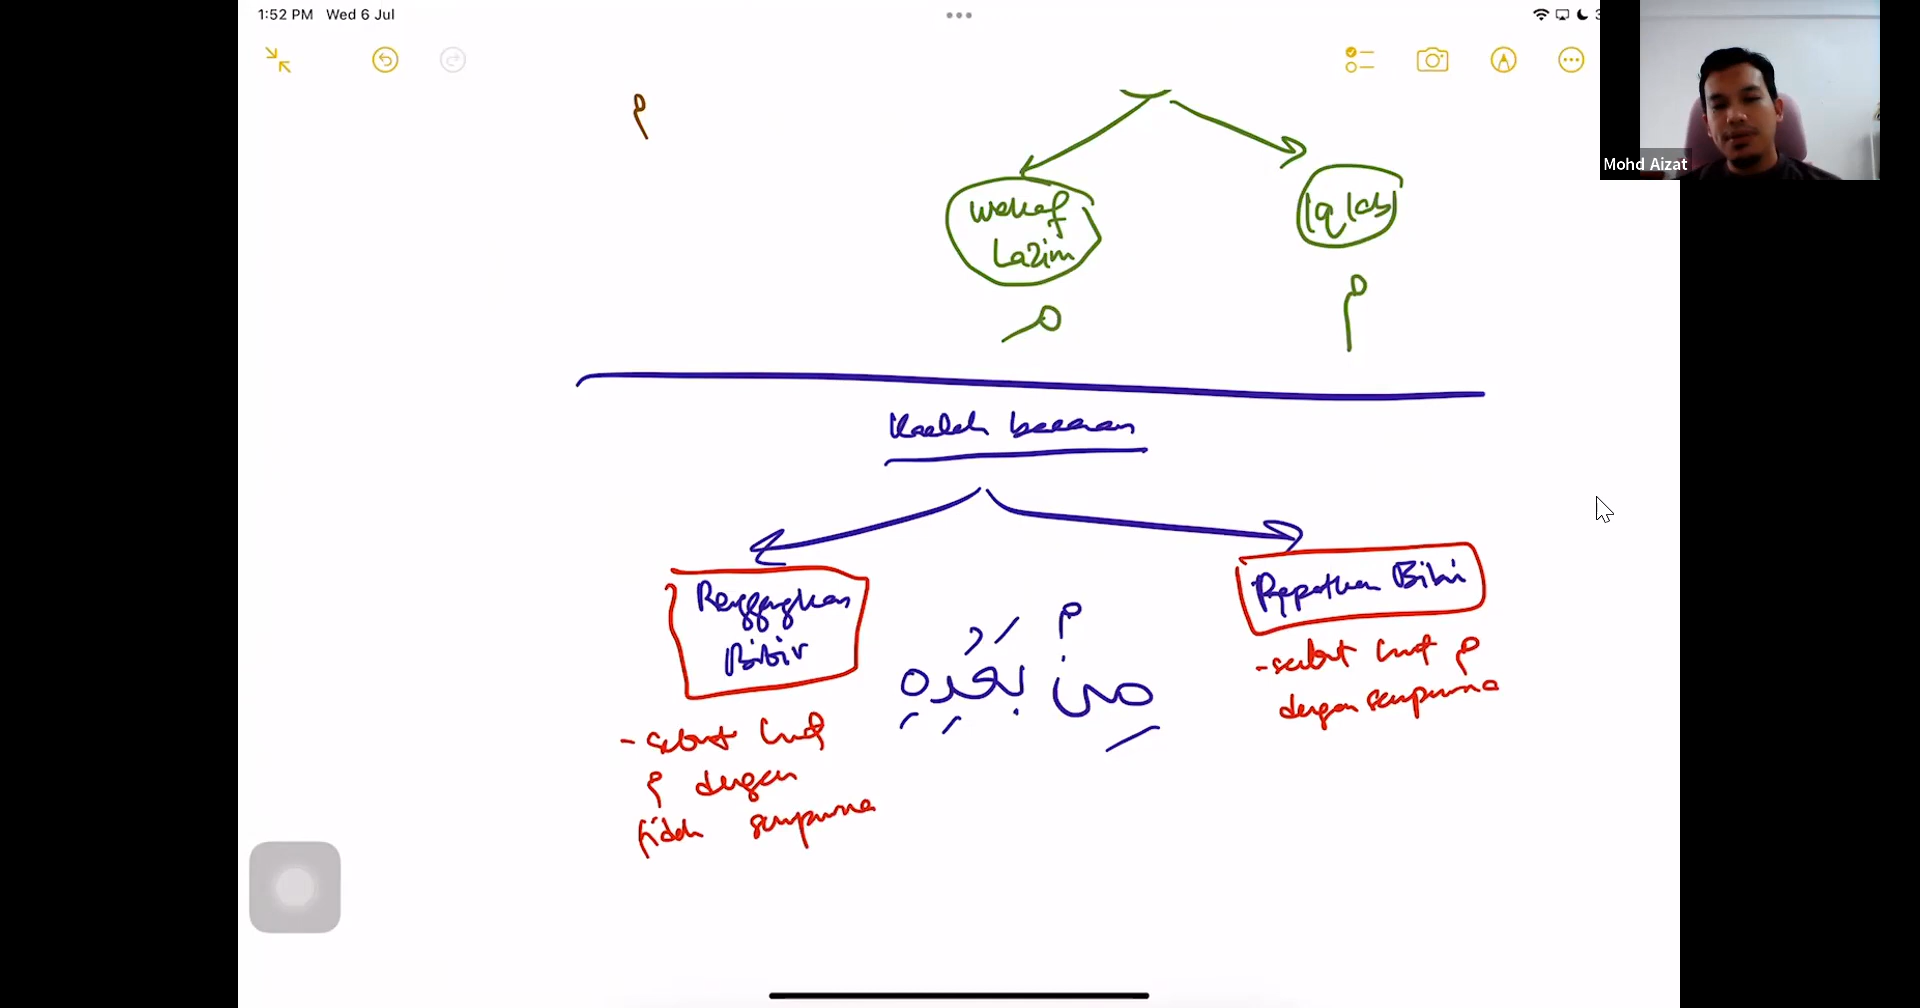 1:52 PM Wed 6 Jul
Mohd Aizat
م
Wakaf
Lazim
Iqlab
م
م
Kaedah bacaan
Renggangkan
Bibir
Rapatkan Bibir
مِنۢ بَعْدِهِ
- sebut huruf م
dengan sempurna
- sebut huruf
م dengan
tidak sempurna